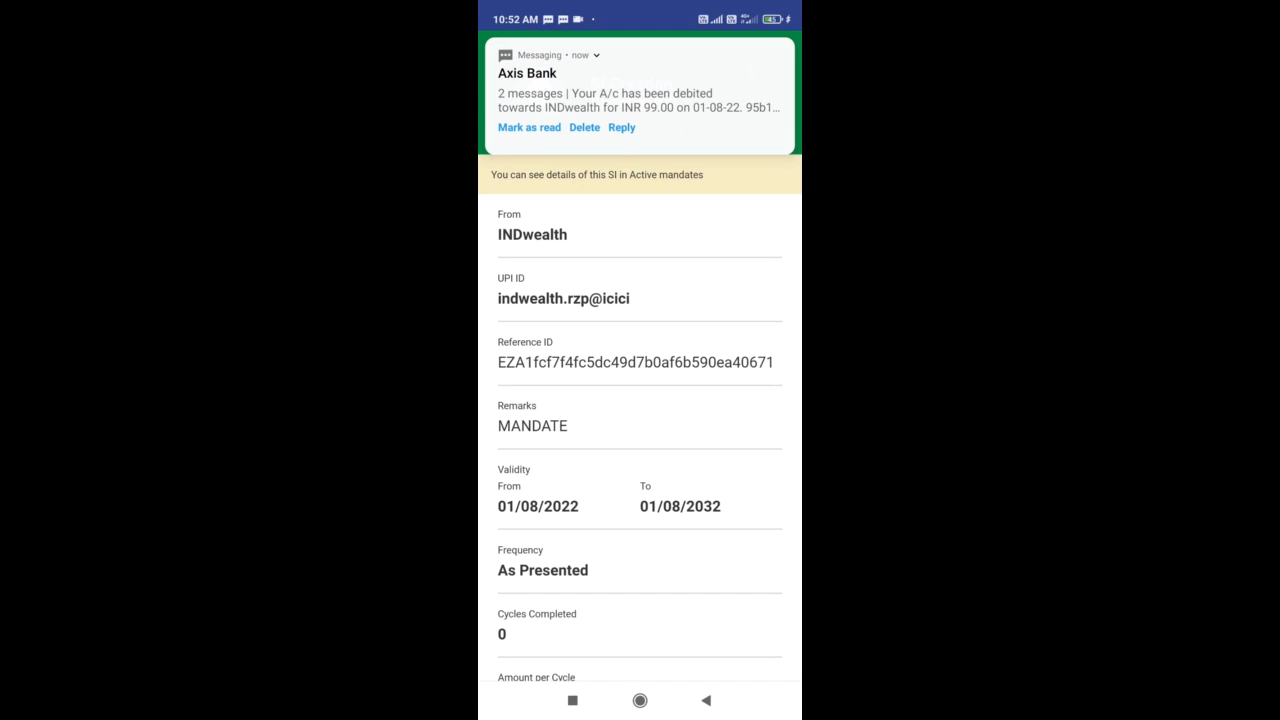 10:52 AM
45
Messaging • now
Axis Bank
2 messages | Your A/c has been debited
towards INDwealth for INR 99.00 on 01-08-22. 95b1...
Mark as read Delete Reply
You can see details of this SI in Active mandates
From
INDwealth
UPI ID
indwealth.rzp@icici
Reference ID
EZA1fcf7f4fc5dc49d7b0af6b590ea40671
Remarks
MANDATE
Validity
From To
01/08/2022 01/08/2032
Frequency
As Presented
Cycles Completed
0
Amount per Cycle